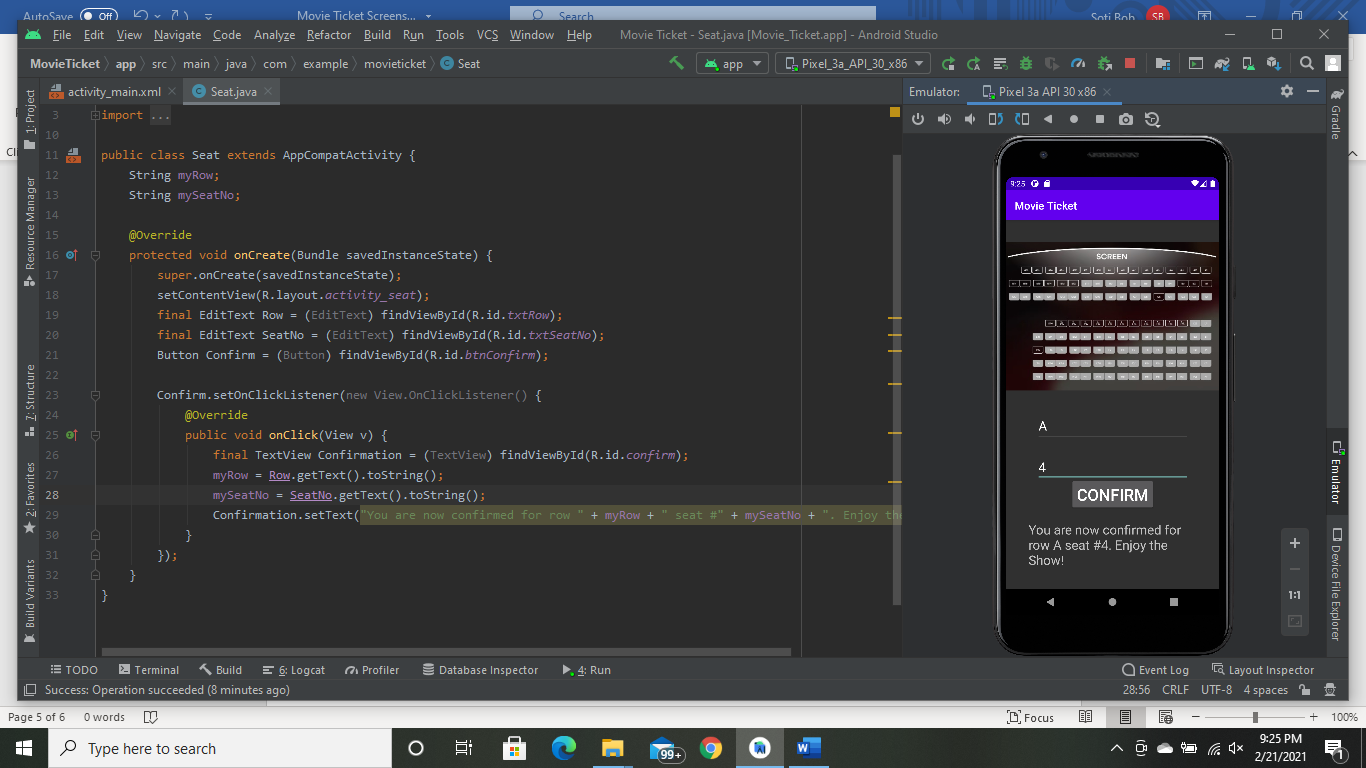 AutoSave Off Movie Ticket Screens... Search Soti Bob SB
File Edit View Navigate Code Analyze Refactor Build Run Tools VCS Window Help Movie Ticket - Seat.java [Movie_Ticket.app] - Android Studio
MovieTicket app src main java com example movieticket Seat app Pixel_3a_API_30_x86
activity_main.xml Seat.java
Emulator: Pixel 3a API 30 x86
1: Project
Resource Manager
7: Structure
2: Favorites
Build Variants
3 import ...
10
11 public class Seat extends AppCompatActivity {
12 String myRow;
13 String mySeatNo;
14
15 @Override
16 protected void onCreate(Bundle savedInstanceState) {
17 super.onCreate(savedInstanceState);
18 setContentView(R.layout.activity_seat);
19 final EditText Row = (EditText) findViewById(R.id.txtRow);
20 final EditText SeatNo = (EditText) findViewById(R.id.txtSeatNo);
21 Button Confirm = (Button) findViewById(R.id.btnConfirm);
22
23 Confirm.setOnClickListener(new View.OnClickListener() {
24 @Override
25 public void onClick(View v) {
26 final TextView Confirmation = (TextView) findViewById(R.id.confirm);
27 myRow = Row.getText().toString();
28 mySeatNo = SeatNo.getText().toString();
29 Confirmation.setText("You are now confirmed for row " + myRow + " seat #" + mySeatNo + ". Enjoy the
30 }
31 });
32 }
33 }
9:25
Movie Ticket
SCREEN
A
4
CONFIRM
You are now confirmed for
row A seat #4. Enjoy the
Show!
1:1
Gradle
Emulator
Device File Explorer
TODO Terminal Build 6: Logcat Profiler Database Inspector 4: Run Event Log Layout Inspector
Success: Operation succeeded (8 minutes ago) 28:56 CRLF UTF-8 4 spaces
Page 5 of 6 0 words Focus 100%
Type here to search 99+ 9:25 PM
2/21/2021 1